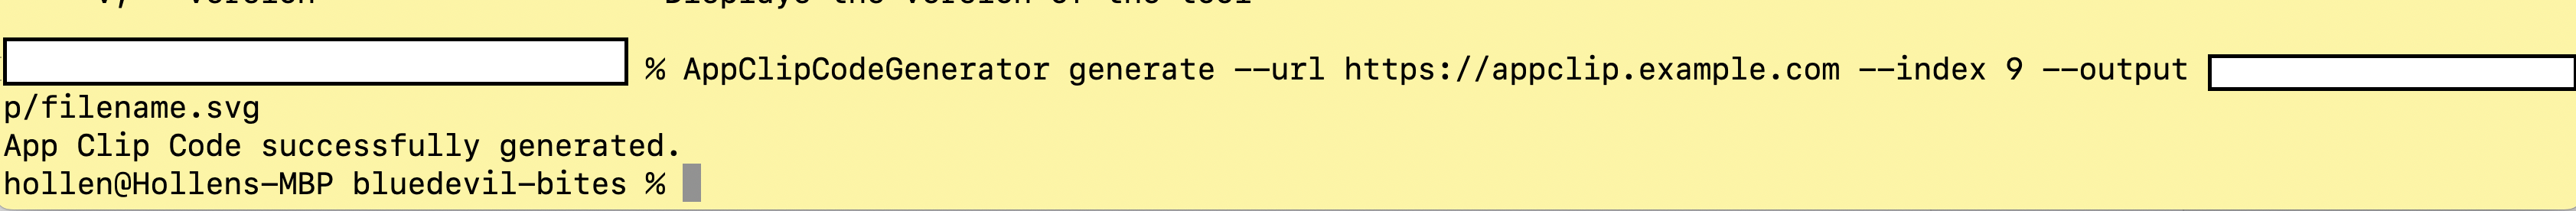 Displays the version of the tool
% AppClipCodeGenerator generate --url https://appclip.example.com --index 9 --output
p/filename.svg
App Clip Code successfully generated.
hollen@Hollens-MBP bluedevil-bites %